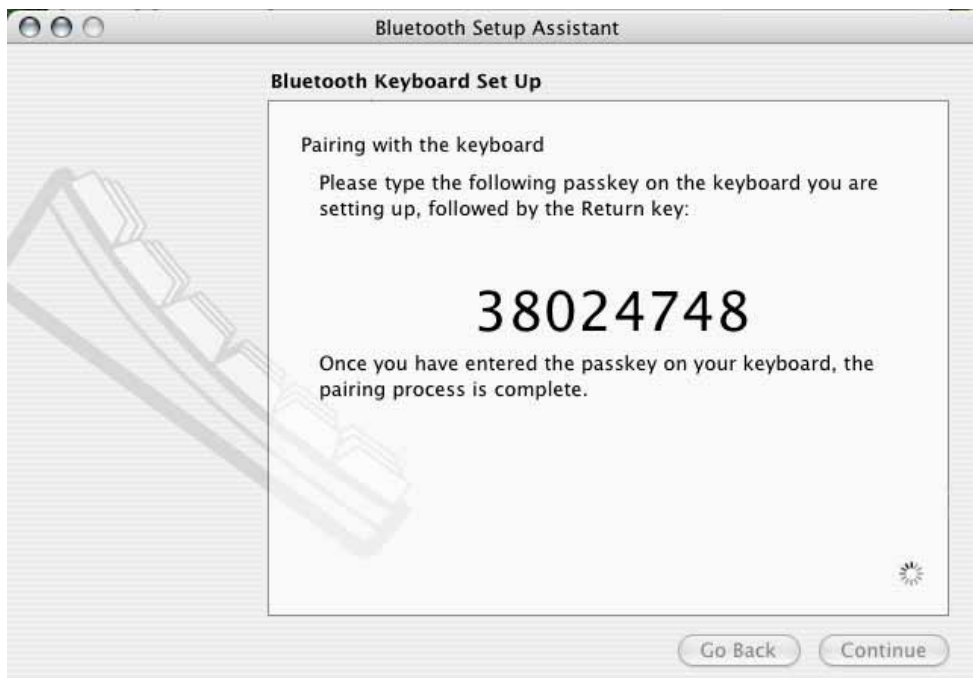 Bluetooth Setup Assistant
Bluetooth Keyboard Set Up
Pairing with the keyboard
Please type the following passkey on the keyboard you are
setting up, followed by the Return key:
38024748
Once you have entered the passkey on your keyboard, the
pairing process is complete.
Go Back
Continue